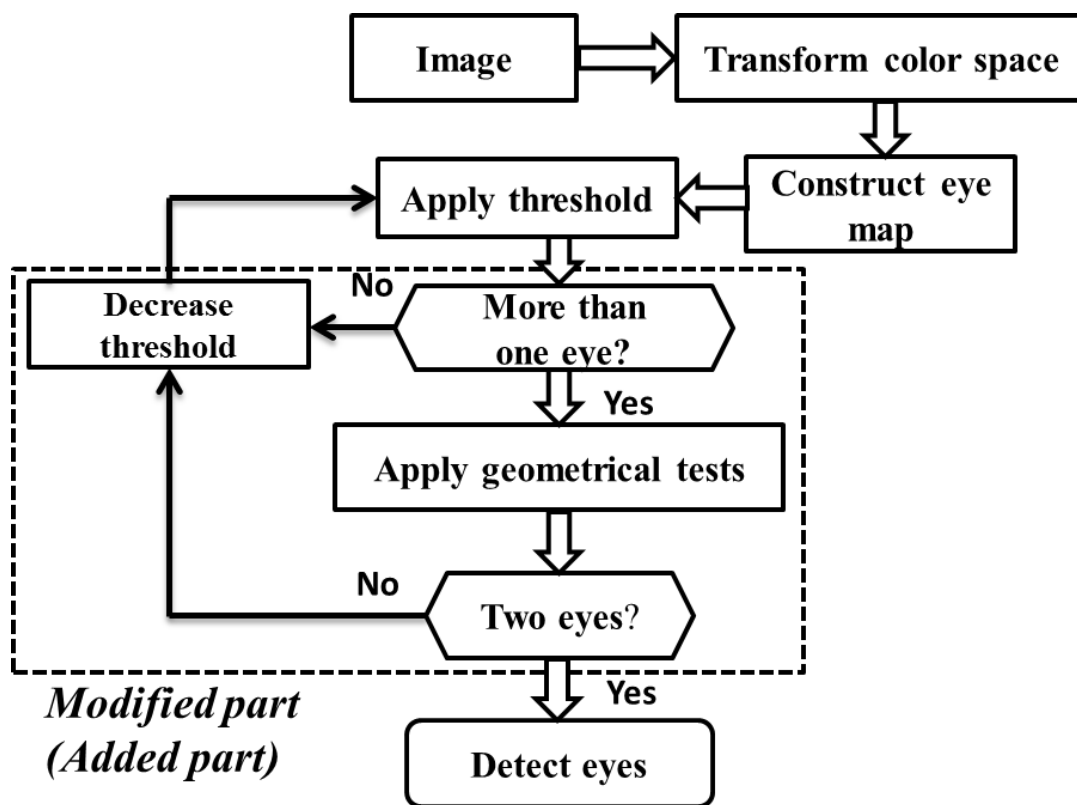 Image
Transform color space
Construct eye
map
Apply threshold
No
More than
one eye?
Decrease
threshold
Yes
Apply geometrical tests
No
Two eyes?
Yes
Modified part
(Added part)
Detect eyes